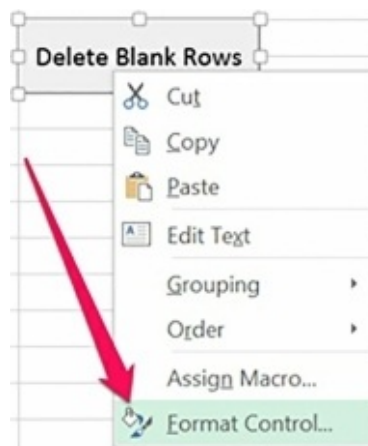 Delete Blank Rows
Cut
Copy
Paste
Edit Text
Grouping
Order
Assign Macro...
Format Control...